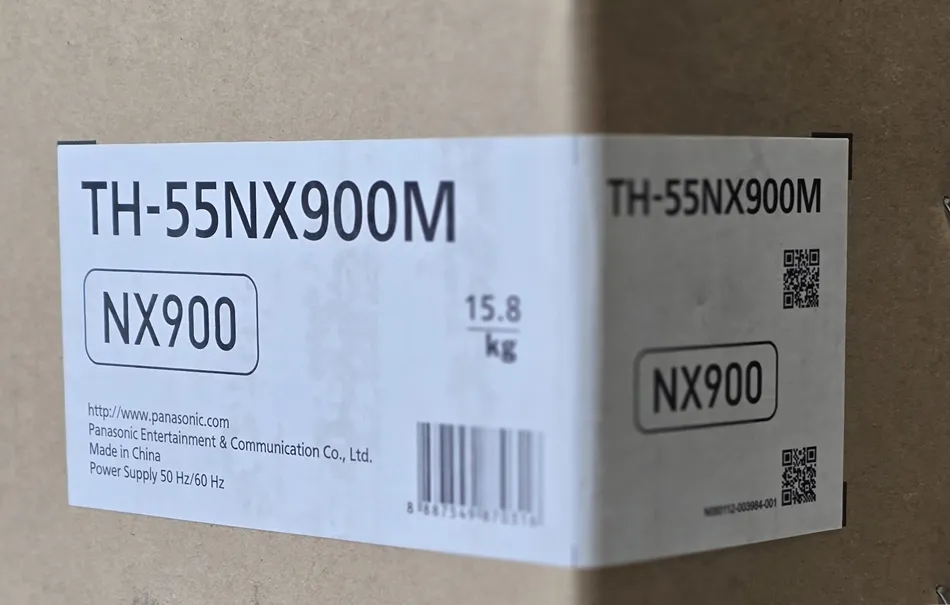 TH-55NX900M
NX900
15.8
kg
http://www.panasonic.com
Panasonic Entertainment & Communication Co., Ltd.
Made in China
Power Supply 50 Hz/60 Hz
TH-55NX900M
NX900